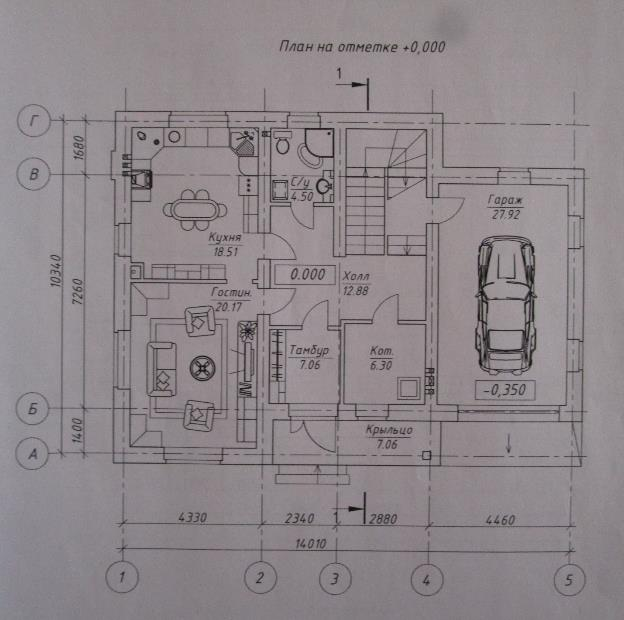 План на отметке +0,000
1
Г
В
Б
А
1680
7260
1400
10340
С/у
4.50
Гараж
27.92
Кухня
18.51
0.000
Холл
12.88
Гостин.
20.17
Тамбур
7.06
Кот.
6.30
-0,350
Крыльцо
7.06
1
4330
2340
2880
4460
14010
1
2
3
4
5